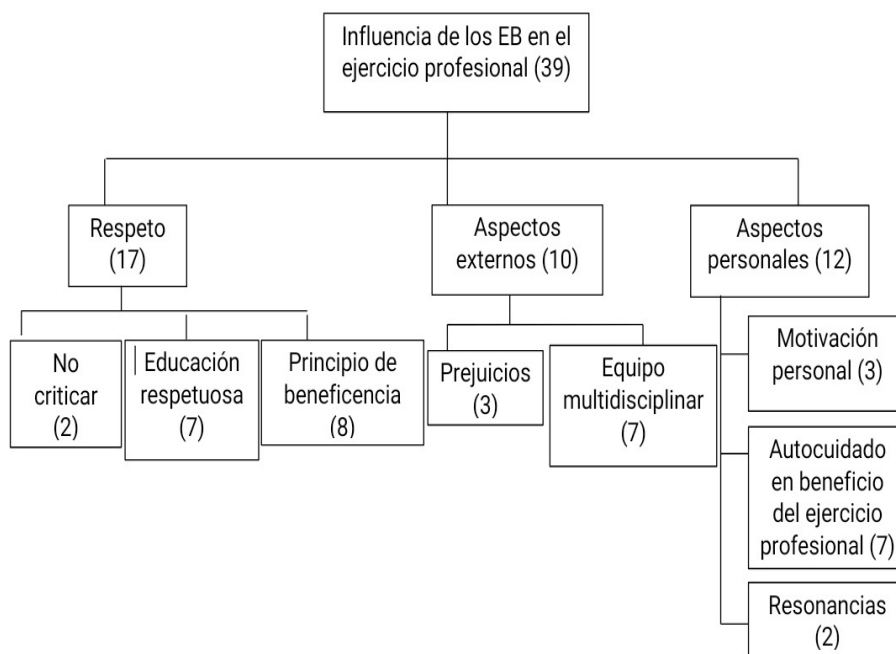 Influencia de los EB en el
ejercicio profesional (39)
Respeto
(17)
Aspectos
externos (10)
Aspectos
personales (12)
No
criticar
(2)
Educación
respetuosa
(7)
Principio de
beneficencia
(8)
Prejuicios
(3)
Equipo
multidisciplinar
(7)
Motivación
personal (3)
Autocuidado
en beneficio
del ejercicio
profesional (7)
Resonancias
(2)